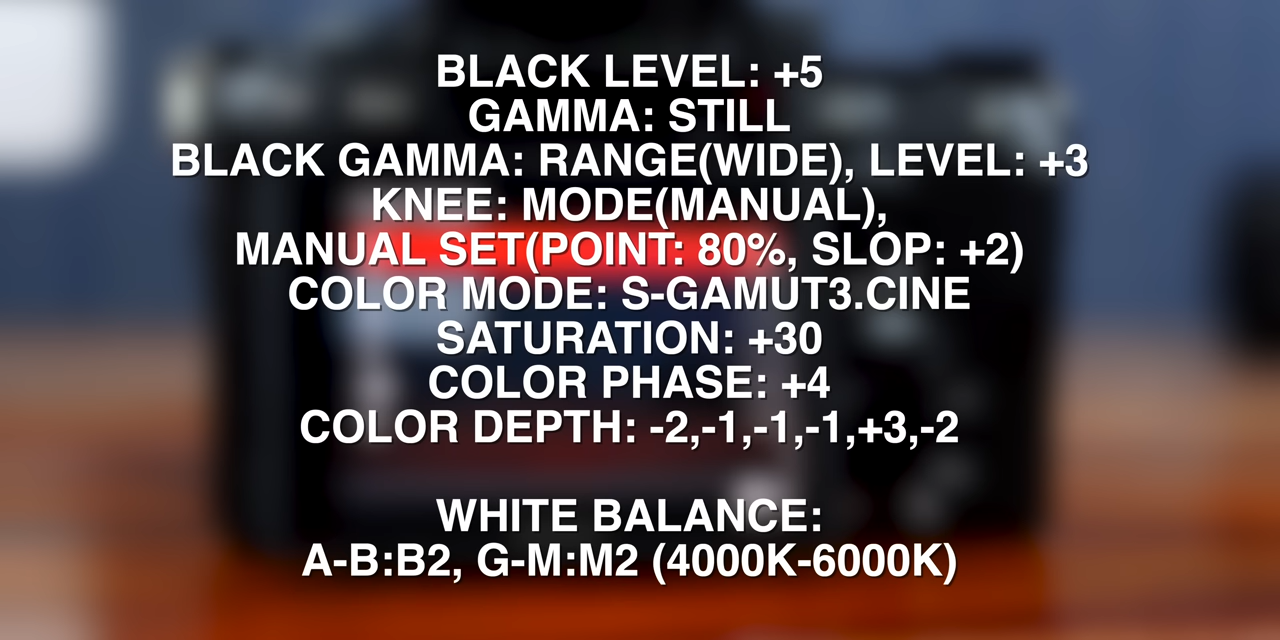 BLACK LEVEL: +5
GAMMA: STILL
BLACK GAMMA: RANGE(WIDE), LEVEL: +3
KNEE: MODE(MANUAL),
MANUAL SET(POINT: 80%, SLOP: +2)
COLOR MODE: S-GAMUT3.CINE
SATURATION: +30
COLOR PHASE: +4
COLOR DEPTH: -2,-1,-1,-1,+3,-2
WHITE BALANCE:
A-B:B2, G-M:M2 (4000K-6000K)